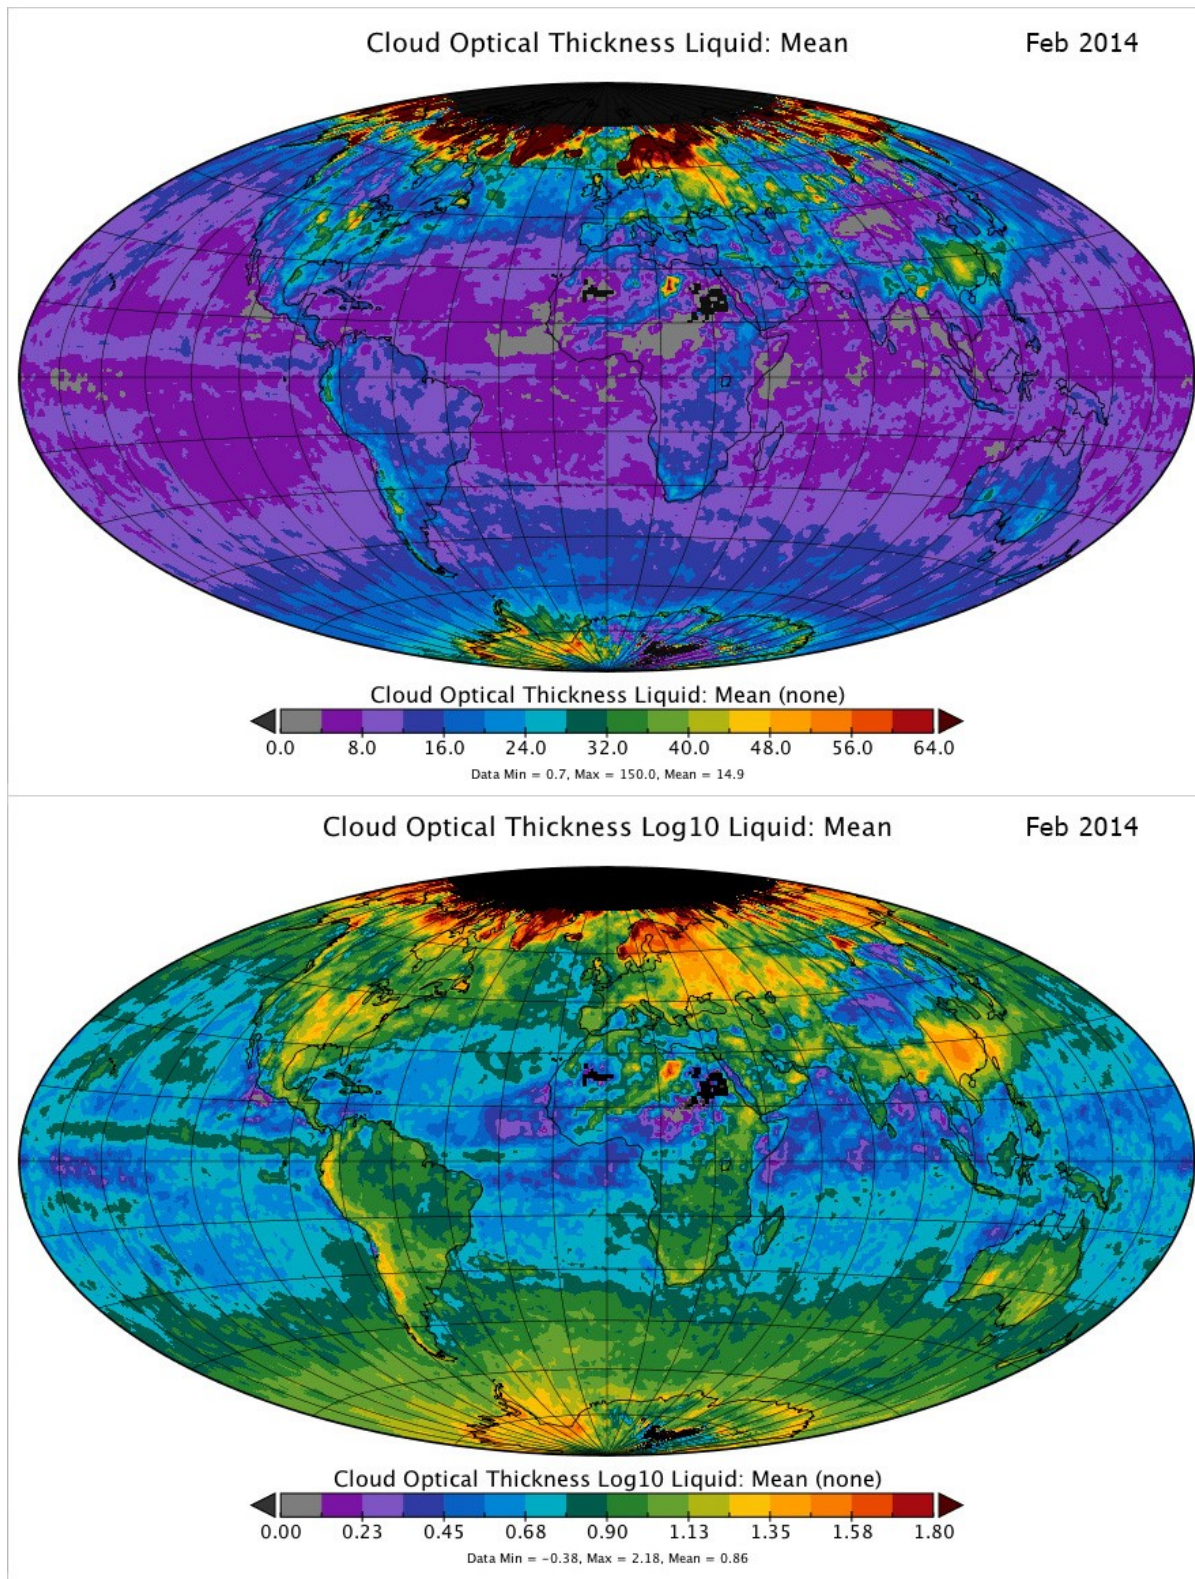 Cloud Optical Thickness Liquid: Mean Feb 2014
Cloud Optical Thickness Liquid: Mean (none)
0.0 8.0 16.0 24.0 32.0 40.0 48.0 56.0 64.0
Data Min = 0.7, Max = 150.0, Mean = 14.9
Cloud Optical Thickness Log10 Liquid: Mean Feb 2014
Cloud Optical Thickness Log10 Liquid: Mean (none)
0.00 0.23 0.45 0.68 0.90 1.13 1.35 1.58 1.80
Data Min = −0.38, Max = 2.18, Mean = 0.86